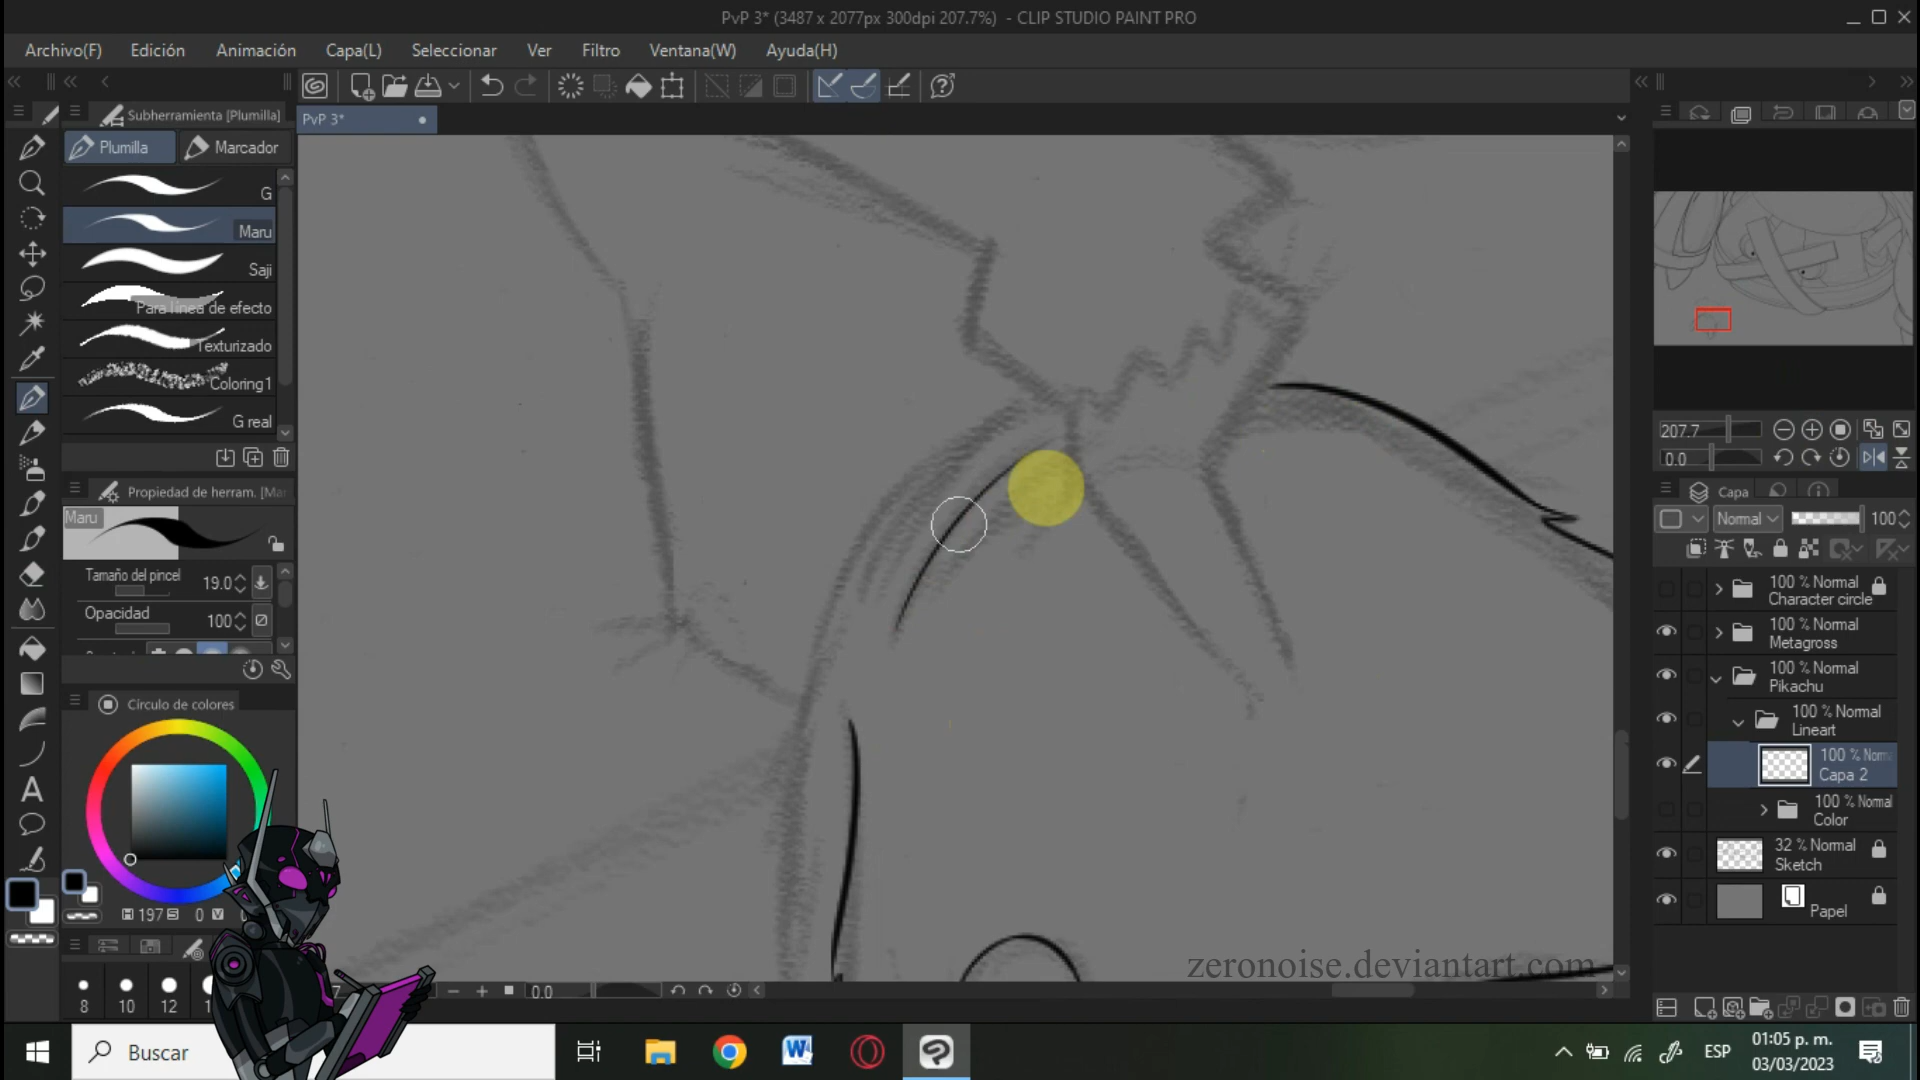 PvP 3* (3487 x 2077px 300dpi 207.7%) - CLIP STUDIO PAINT PRO
Archivo(F) Edición Animación Capa(L) Seleccionar Ver Filtro Ventana(W) Ayuda(H)
Subherramienta [Plumilla]
PvP 3*
Plumilla Marcador
G
Maru
Saji
Para línea de efecto
Texturizado
Coloring1
G real
Propiedad de herram. [Mar
Maru
Tamaño del pincel 19.0
Opacidad 100
Círculo de colores
H 197 S 0 V
8 10 12
0.0
207.7
0.0
Capa
Normal 100
100 % Normal
Character circle
100 % Normal
Metagross
100 % Normal
Pikachu
100 % Normal
Lineart
100 % Norm
Capa 2
100 % Normal
Color
32 % Normal
Sketch
Papel
zeronoise.deviantart.com
Buscar
ESP
01:05 p. m.
03/03/2023